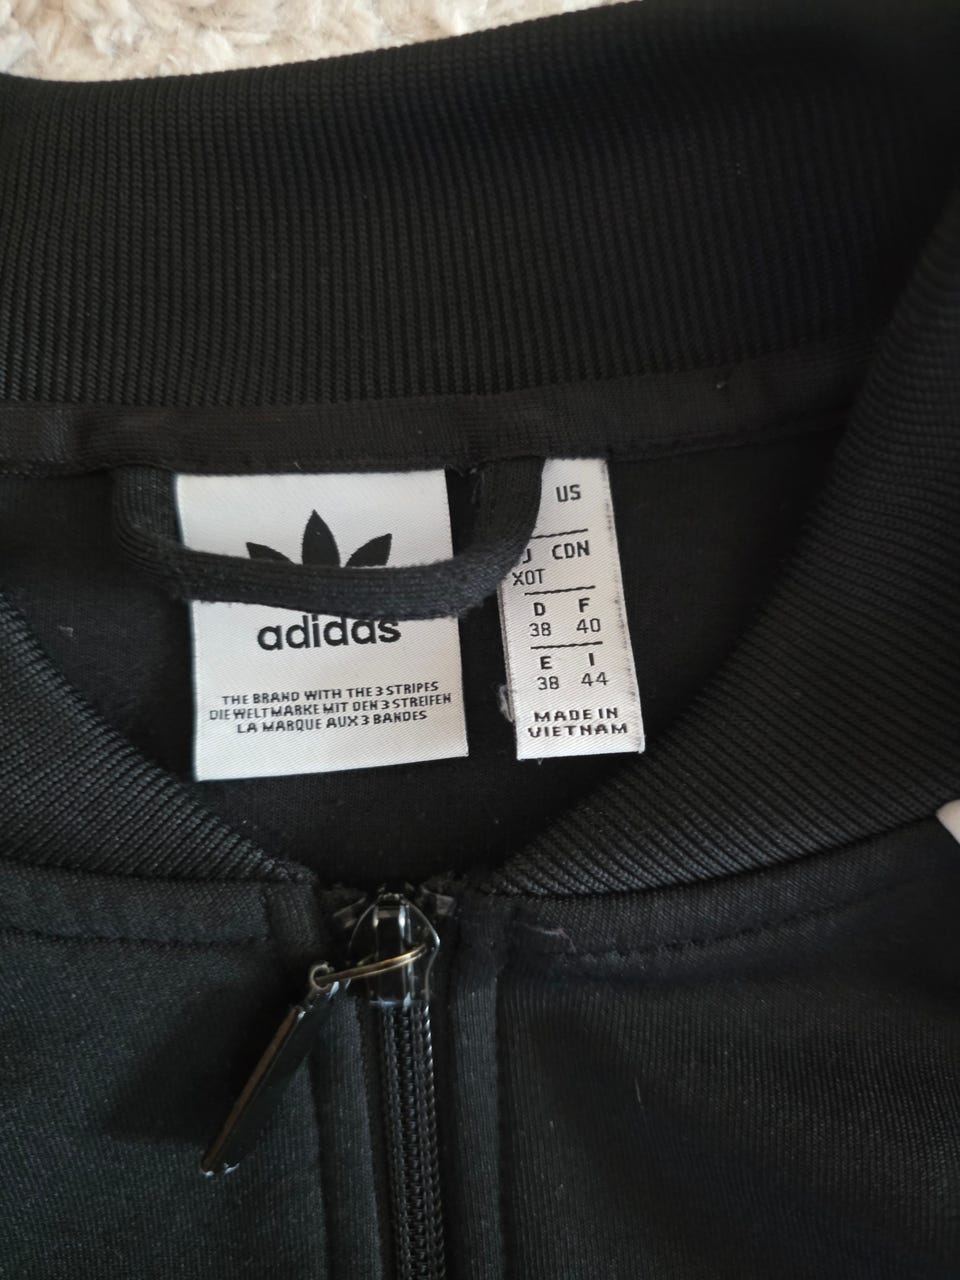 adidas
THE BRAND WITH THE 3 STRIPES
DIE WELTMARKE MIT DEN 3 STREIFEN
LA MARQUE AUX 3 BANDES
US
J CDN
XOT
D F
38 40
E I
38 44
MADE IN
VIETNAM